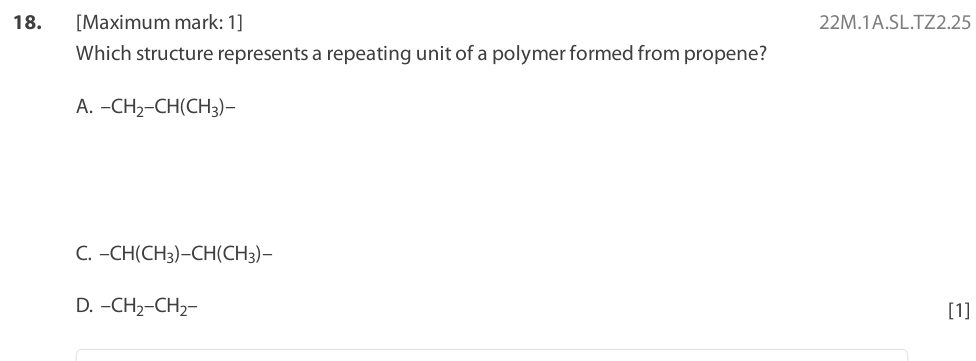 18. [Maximum mark: 1] 22M.1A.SL.TZ2.25
Which structure represents a repeating unit of a polymer formed from propene?
A. –CH₂–CH(CH₃)–
C. –CH(CH₃)–CH(CH₃)–
D. –CH₂–CH₂–
[1]